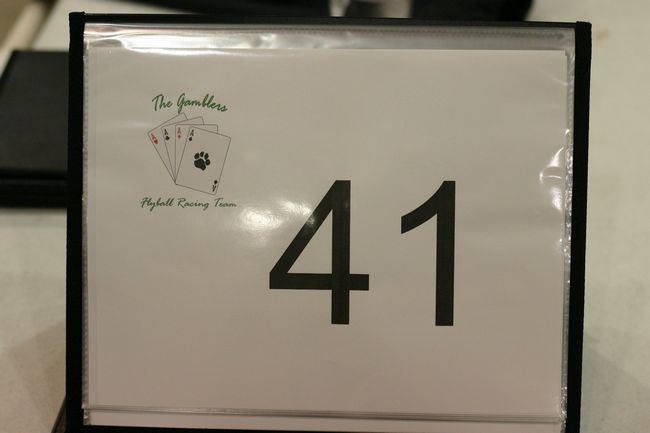 The Gamblers
A A A A
A
Flyball Racing Team
41